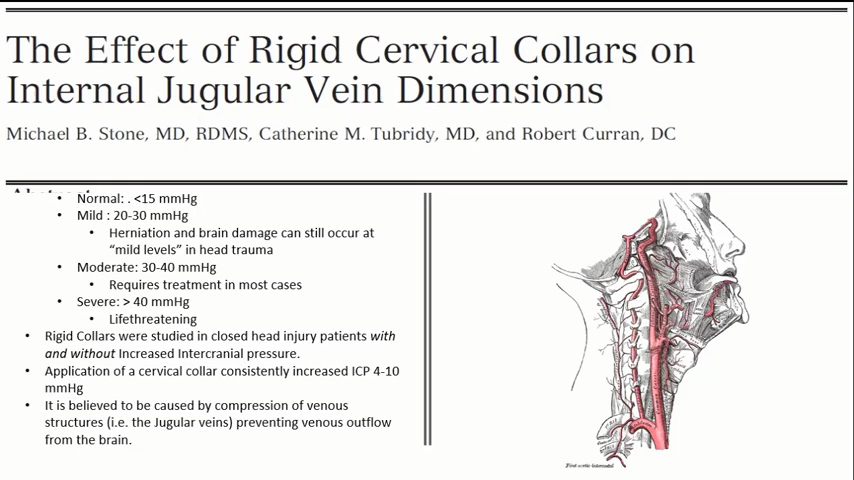 The Effect of Rigid Cervical Collars on
Internal Jugular Vein Dimensions
Michael B. Stone, MD, RDMS, Catherine M. Tubridy, MD, and Robert Curran, DC
• Normal: . <15 mmHg
• Mild : 20-30 mmHg
• Herniation and brain damage can still occur at
“mild levels” in head trauma
• Moderate: 30-40 mmHg
• Requires treatment in most cases
• Severe: > 40 mmHg
• Lifethreatening
• Rigid Collars were studied in closed head injury patients with
and without Increased Intercranial pressure.
• Application of a cervical collar consistently increased ICP 4-10
mmHg
• It is believed to be caused by compression of venous
structures (i.e. the Jugular veins) preventing venous outflow
from the brain.